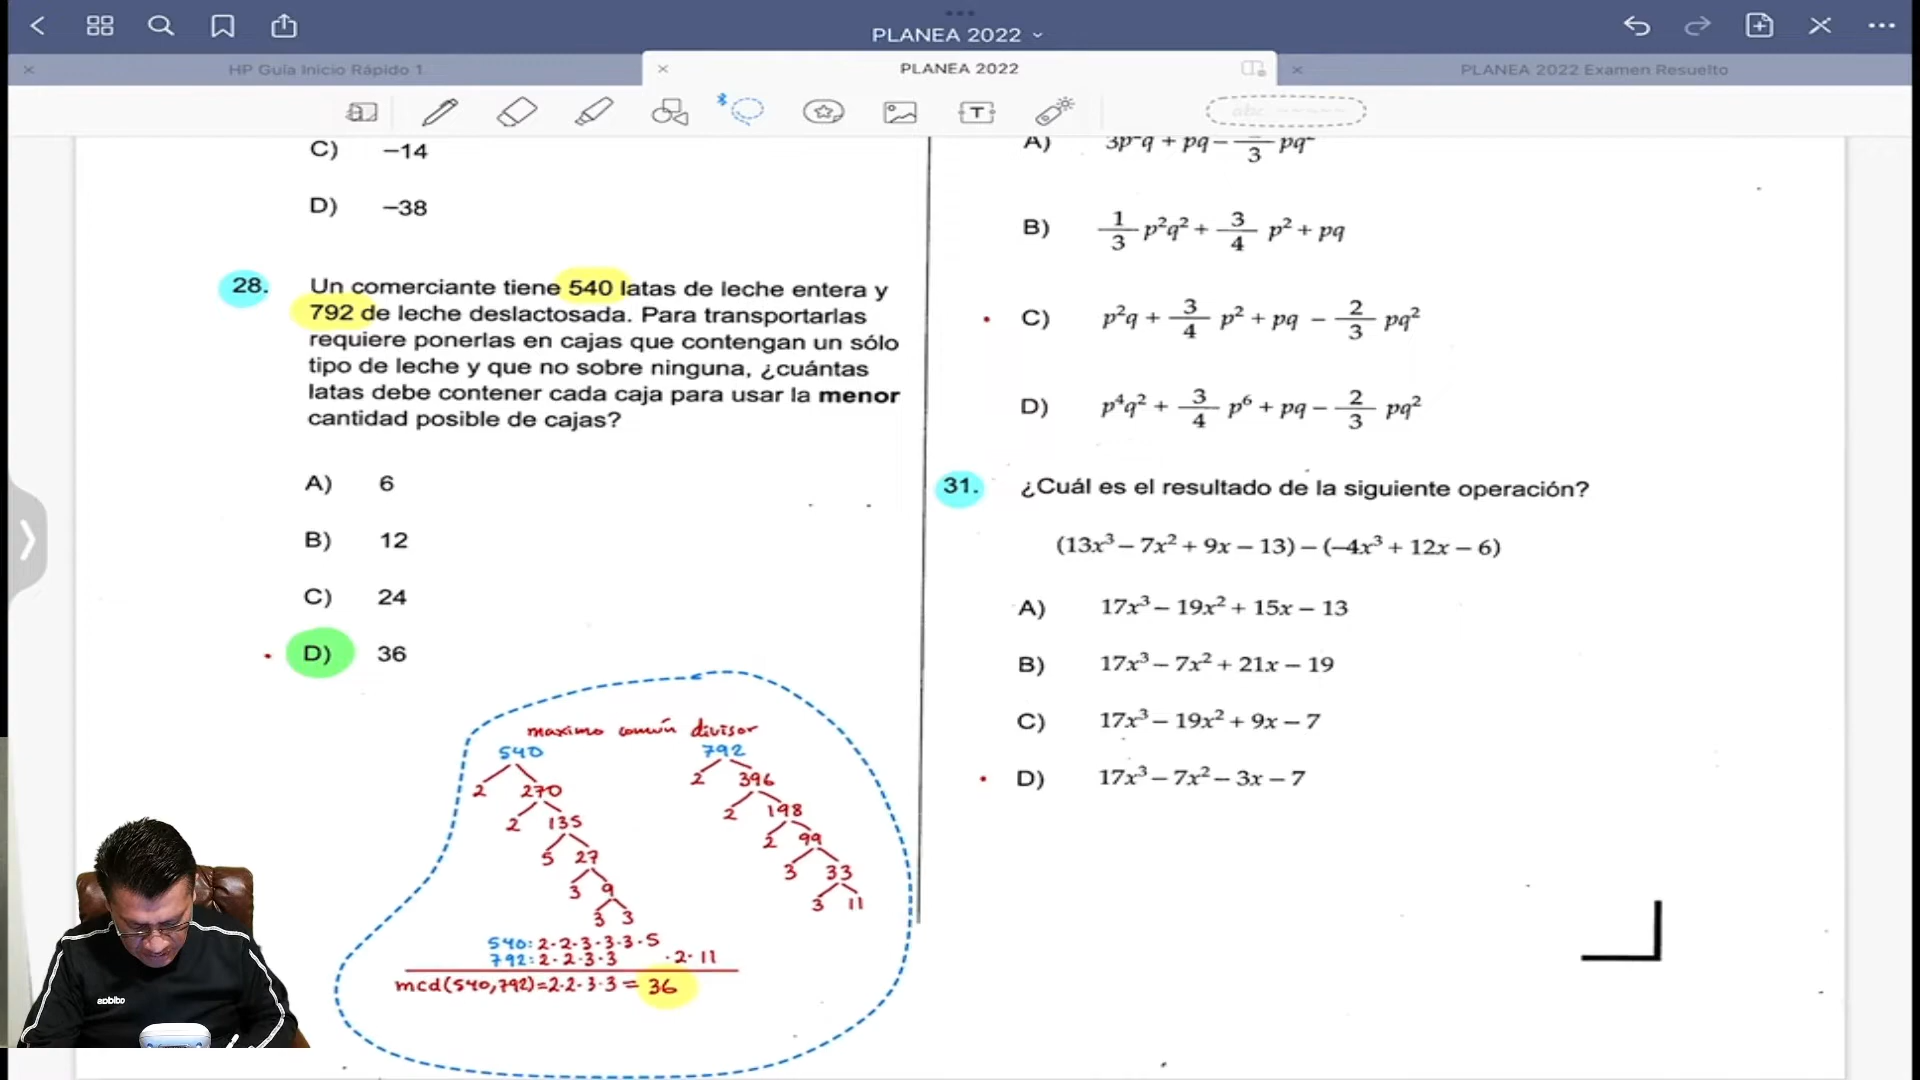 PLANEA 2022
HP Guía Inicio Rápido 1
PLANEA 2022
PLANEA 2022 Examen Resuelto
T
abc
C) −14
D) −38
28. Un comerciante tiene 540 latas de leche entera y
792 de leche deslactosada. Para transportarlas
requiere ponerlas en cajas que contengan un sólo
tipo de leche y que no sobre ninguna, ¿cuántas
latas debe contener cada caja para usar la menor
cantidad posible de cajas?
A) 6
B) 12
C) 24
D) 36
maximo común divisor
540 792
2 270 2 396
2 135 2 198
5 27 2 99
3 9 3 33
3 3 3 11
540: 2·2·3·3·3·5
792: 2·2·3·3 ·2·11
mcd(540,792)=2·2·3·3 = 36
B) 1/3 p²q² + 3/4 p² + pq
C) p²q + 3/4 p² + pq − 2/3 pq²
D) p⁴q² + 3/4 p⁶ + pq − 2/3 pq²
31. ¿Cuál es el resultado de la siguiente operación?
(13x³ − 7x² + 9x − 13) − (−4x³ + 12x − 6)
A) 17x³ − 19x² + 15x − 13
B) 17x³ − 7x² + 21x − 19
C) 17x³ − 19x² + 9x − 7
D) 17x³ − 7x² − 3x − 7